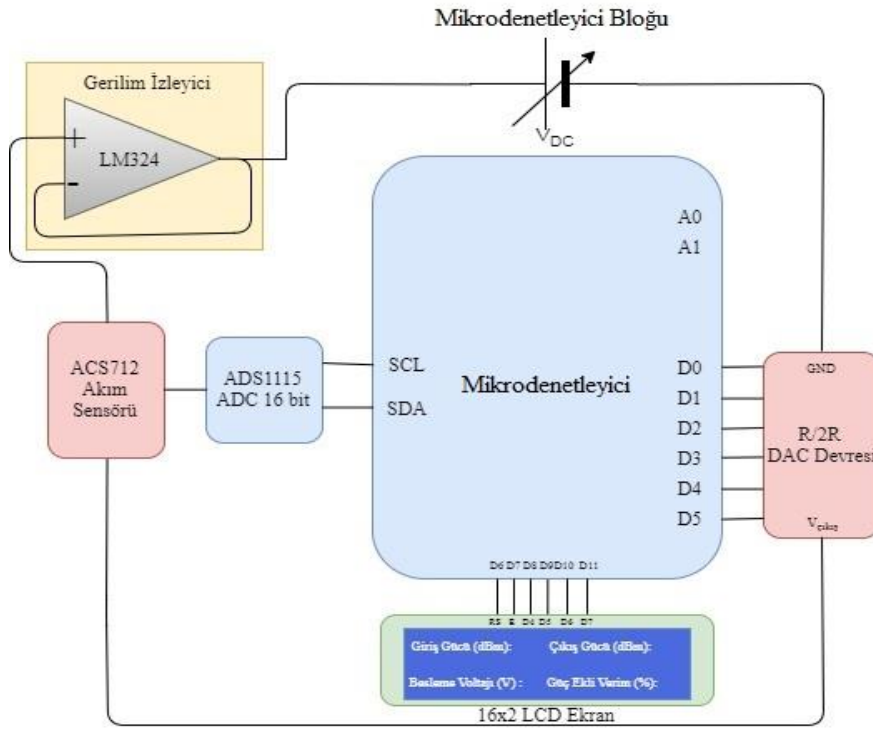 Mikrodenetleyici Bloğu
Gerilim İzleyici
+
LM324
-
V_DC
A0
A1
ACS712
Akım
Sensörü
ADS1115
ADC 16 bit
SCL
SDA
Mikrodenetleyici
D0
D1
D2
D3
D4
D5
GND
R/2R
DAC Devresi
Vçıkış
D6 D7 D8 D9 D10 D11
RS E D4 D5 D6 D7
Giriş Gücü (dBm): Çıkış Gücü (dBm):
Besleme Voltajı (V) : Güç Ekli Verim (%):
16x2 LCD Ekran